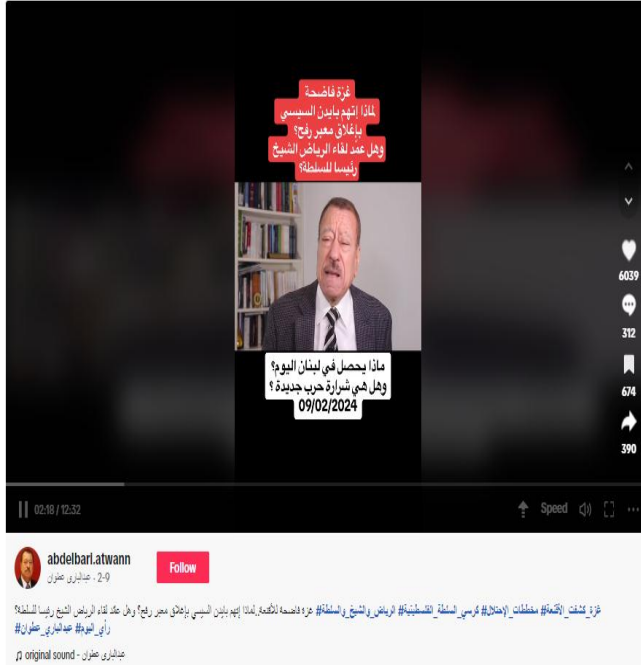 غزة فاضحة
لماذا إتهم بايدن السيسي
بإغلاق معبر رفح؟
وهل عمد لقاء الرياض الشيخ
رئيسا للسلطة؟
ماذا يحصل في لبنان اليوم؟
وهل هي شرارة حرب جديدة ؟
09/02/2024
6039
312
674
390
02:18 / 12:32
Speed
abdelbari.atwann
عبدالباري عطوان - 2-9
Follow
غزة_كشفت_الأقنعة# مخططات_الإحتلال# كرسي_السلطة_الفلسطينية# الرياض_والشيخ_والسلطة# غزة فاضحة للأقنعة..لماذا إتهم بايدن السيسي بإغلاق معبر رفح؟ وهل عقد لقاء الرياض الشيخ رئيسا للسلطة؟
رأي_اليوم# عبدالباري_عطوان#
original sound - عبدالباري عطوان